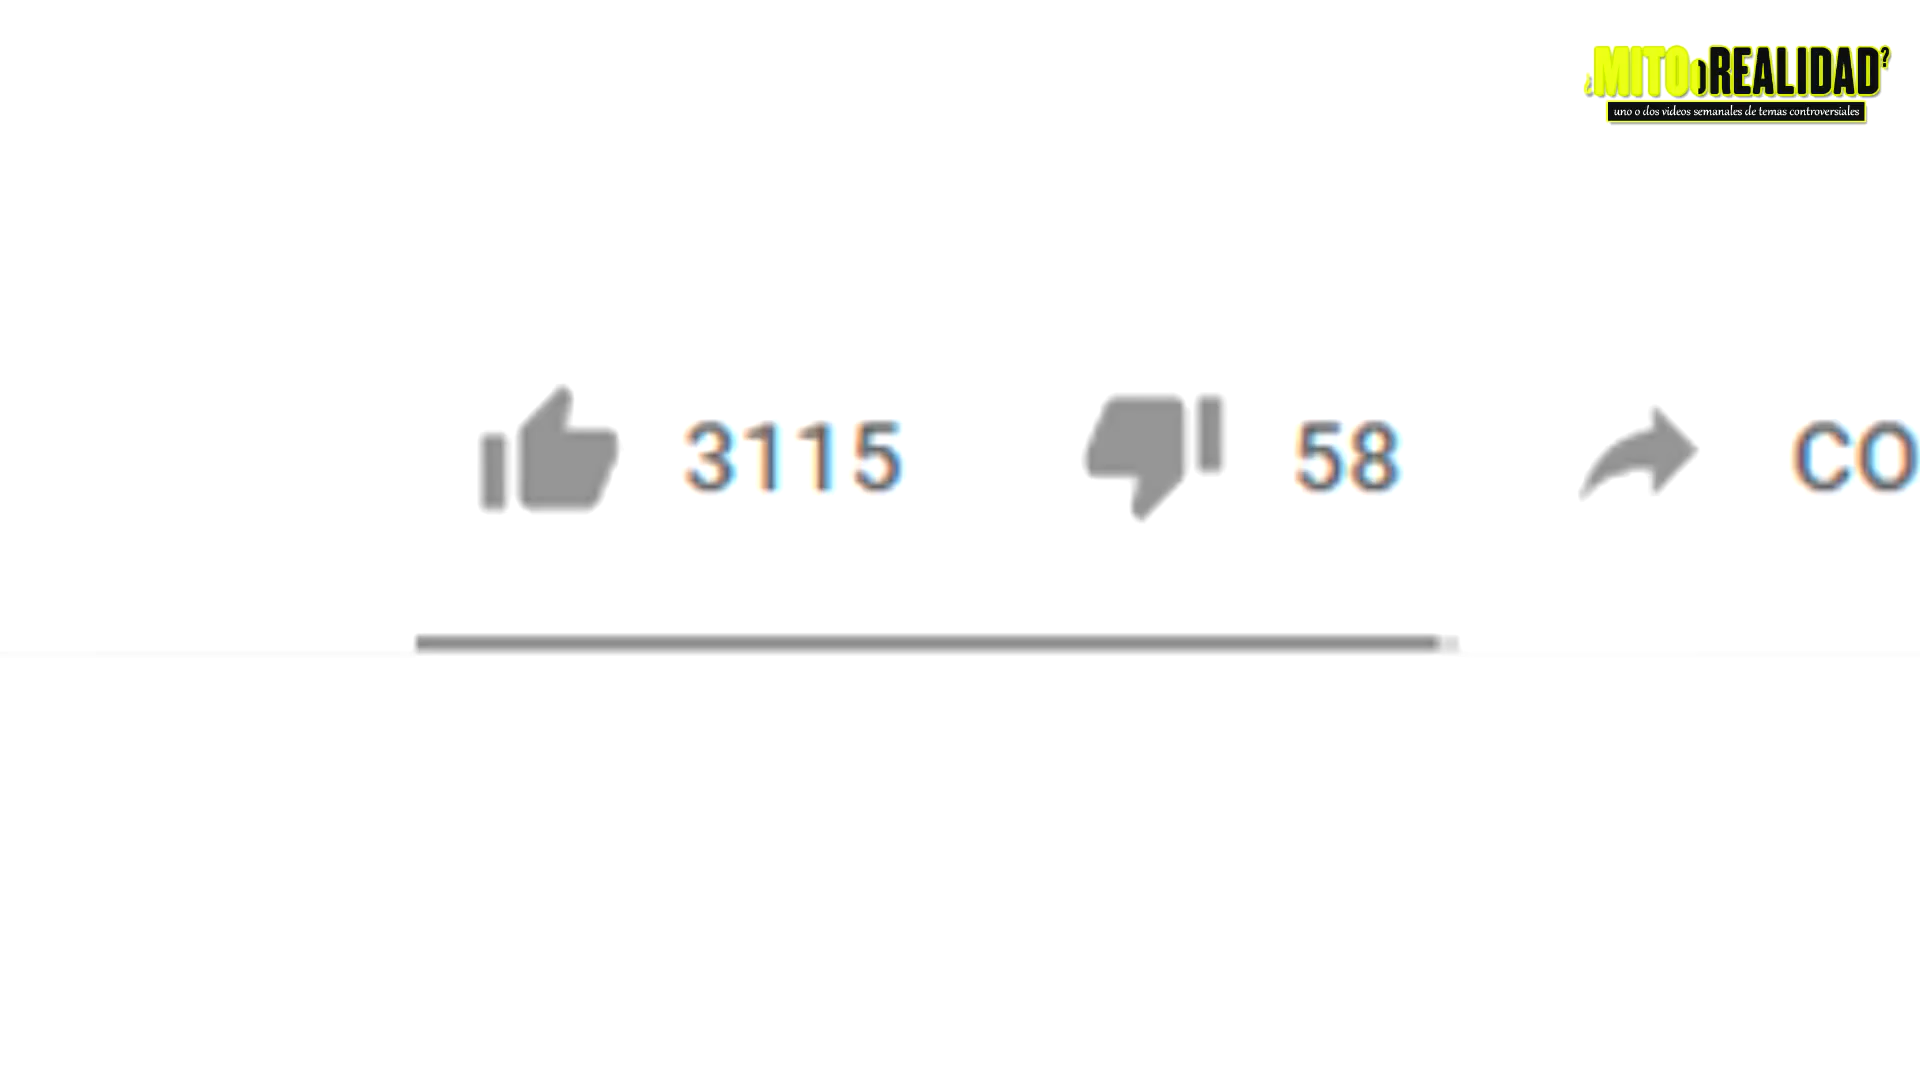 ¿MITO o REALIDAD?
uno o dos videos semanales de temas controversiales
3115 58 CO